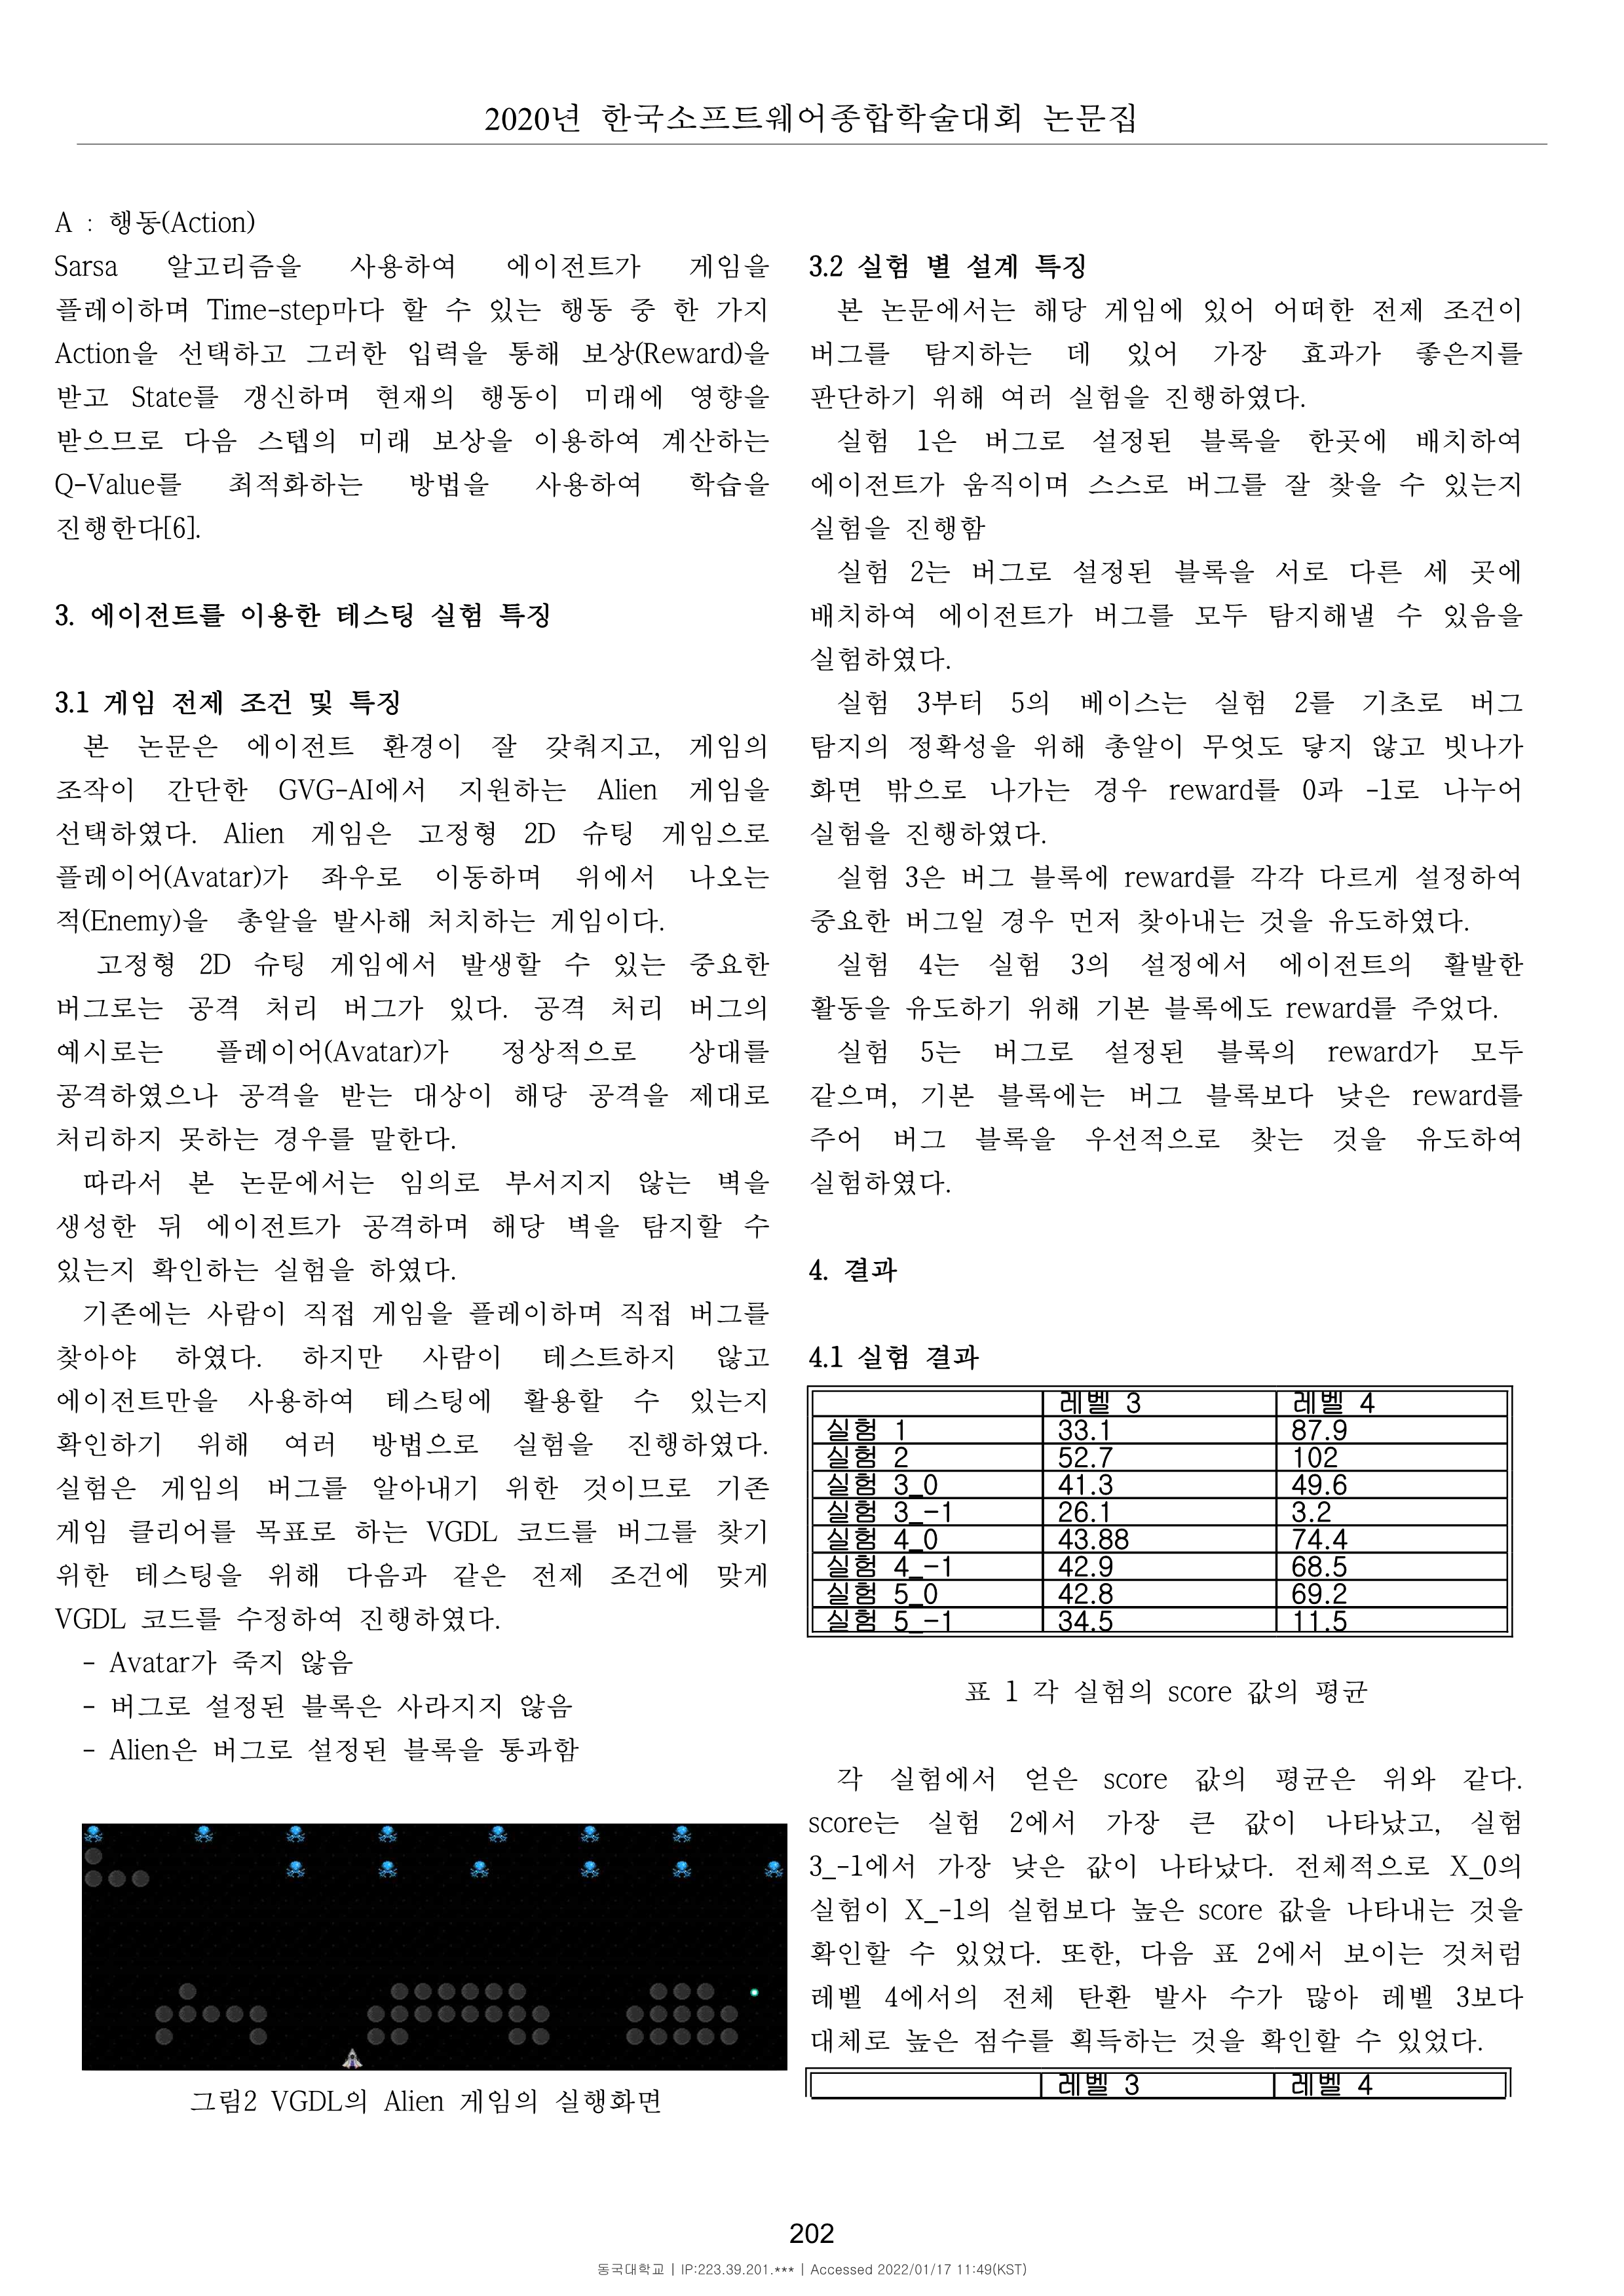 2020년 한국소프트웨어종합학술대회 논문집
A : 행동(Action)
Sarsa 알고리즘을 사용하여 에이전트가 게임을
플레이하며 Time-step마다 할 수 있는 행동 중 한 가지
Action을 선택하고 그러한 입력을 통해 보상(Reward)을
받고 State를 갱신하며 현재의 행동이 미래에 영향을
받으므로 다음 스텝의 미래 보상을 이용하여 계산하는
Q-Value를 최적화하는 방법을 사용하여 학습을
진행한다[6].
3. 에이전트를 이용한 테스팅 실험 특징
3.1 게임 전제 조건 및 특징
본 논문은 에이전트 환경이 잘 갖춰지고, 게임의
조작이 간단한 GVG-AI에서 지원하는 Alien 게임을
선택하였다. Alien 게임은 고정형 2D 슈팅 게임으로
플레이어(Avatar)가 좌우로 이동하며 위에서 나오는
적(Enemy)을 총알을 발사해 처치하는 게임이다.
고정형 2D 슈팅 게임에서 발생할 수 있는 중요한
버그로는 공격 처리 버그가 있다. 공격 처리 버그의
예시로는 플레이어(Avatar)가 정상적으로 상대를
공격하였으나 공격을 받는 대상이 해당 공격을 제대로
처리하지 못하는 경우를 말한다.
따라서 본 논문에서는 임의로 부서지지 않는 벽을
생성한 뒤 에이전트가 공격하며 해당 벽을 탐지할 수
있는지 확인하는 실험을 하였다.
기존에는 사람이 직접 게임을 플레이하며 직접 버그를
찾아야 하였다. 하지만 사람이 테스트하지 않고
에이전트만을 사용하여 테스팅에 활용할 수 있는지
확인하기 위해 여러 방법으로 실험을 진행하였다.
실험은 게임의 버그를 알아내기 위한 것이므로 기존
게임 클리어를 목표로 하는 VGDL 코드를 버그를 찾기
위한 테스팅을 위해 다음과 같은 전제 조건에 맞게
VGDL 코드를 수정하여 진행하였다.
- Avatar가 죽지 않음
- 버그로 설정된 블록은 사라지지 않음
- Alien은 버그로 설정된 블록을 통과함
그림2 VGDL의 Alien 게임의 실행화면
3.2 실험 별 설계 특징
본 논문에서는 해당 게임에 있어 어떠한 전제 조건이
버그를 탐지하는 데 있어 가장 효과가 좋은지를
판단하기 위해 여러 실험을 진행하였다.
실험 1은 버그로 설정된 블록을 한곳에 배치하여
에이전트가 움직이며 스스로 버그를 잘 찾을 수 있는지
실험을 진행함
실험 2는 버그로 설정된 블록을 서로 다른 세 곳에
배치하여 에이전트가 버그를 모두 탐지해낼 수 있음을
실험하였다.
실험 3부터 5의 베이스는 실험 2를 기초로 버그
탐지의 정확성을 위해 총알이 무엇도 닿지 않고 빗나가
화면 밖으로 나가는 경우 reward를 0과 -1로 나누어
실험을 진행하였다.
실험 3은 버그 블록에 reward를 각각 다르게 설정하여
중요한 버그일 경우 먼저 찾아내는 것을 유도하였다.
실험 4는 실험 3의 설정에서 에이전트의 활발한
활동을 유도하기 위해 기본 블록에도 reward를 주었다.
실험 5는 버그로 설정된 블록의 reward가 모두
같으며, 기본 블록에는 버그 블록보다 낮은 reward를
주어 버그 블록을 우선적으로 찾는 것을 유도하여
실험하였다.
4. 결과
4.1 실험 결과
레벨 3 레벨 4
실험 1 33.1 87.9
실험 2 52.7 102
실험 3_0 41.3 49.6
실험 3_-1 26.1 3.2
실험 4_0 43.88 74.4
실험 4_-1 42.9 68.5
실험 5_0 42.8 69.2
실험 5_-1 34.5 11.5
표 1 각 실험의 score 값의 평균
각 실험에서 얻은 score 값의 평균은 위와 같다.
score는 실험 2에서 가장 큰 값이 나타났고, 실험
3_-1에서 가장 낮은 값이 나타났다. 전체적으로 X_0의
실험이 X_-1의 실험보다 높은 score 값을 나타내는 것을
확인할 수 있었다. 또한, 다음 표 2에서 보이는 것처럼
레벨 4에서의 전체 탄환 발사 수가 많아 레벨 3보다
대체로 높은 점수를 획득하는 것을 확인할 수 있었다.
레벨 3 레벨 4
202
동국대학교 | IP:223.39.201.*** | Accessed 2022/01/17 11:49(KST)